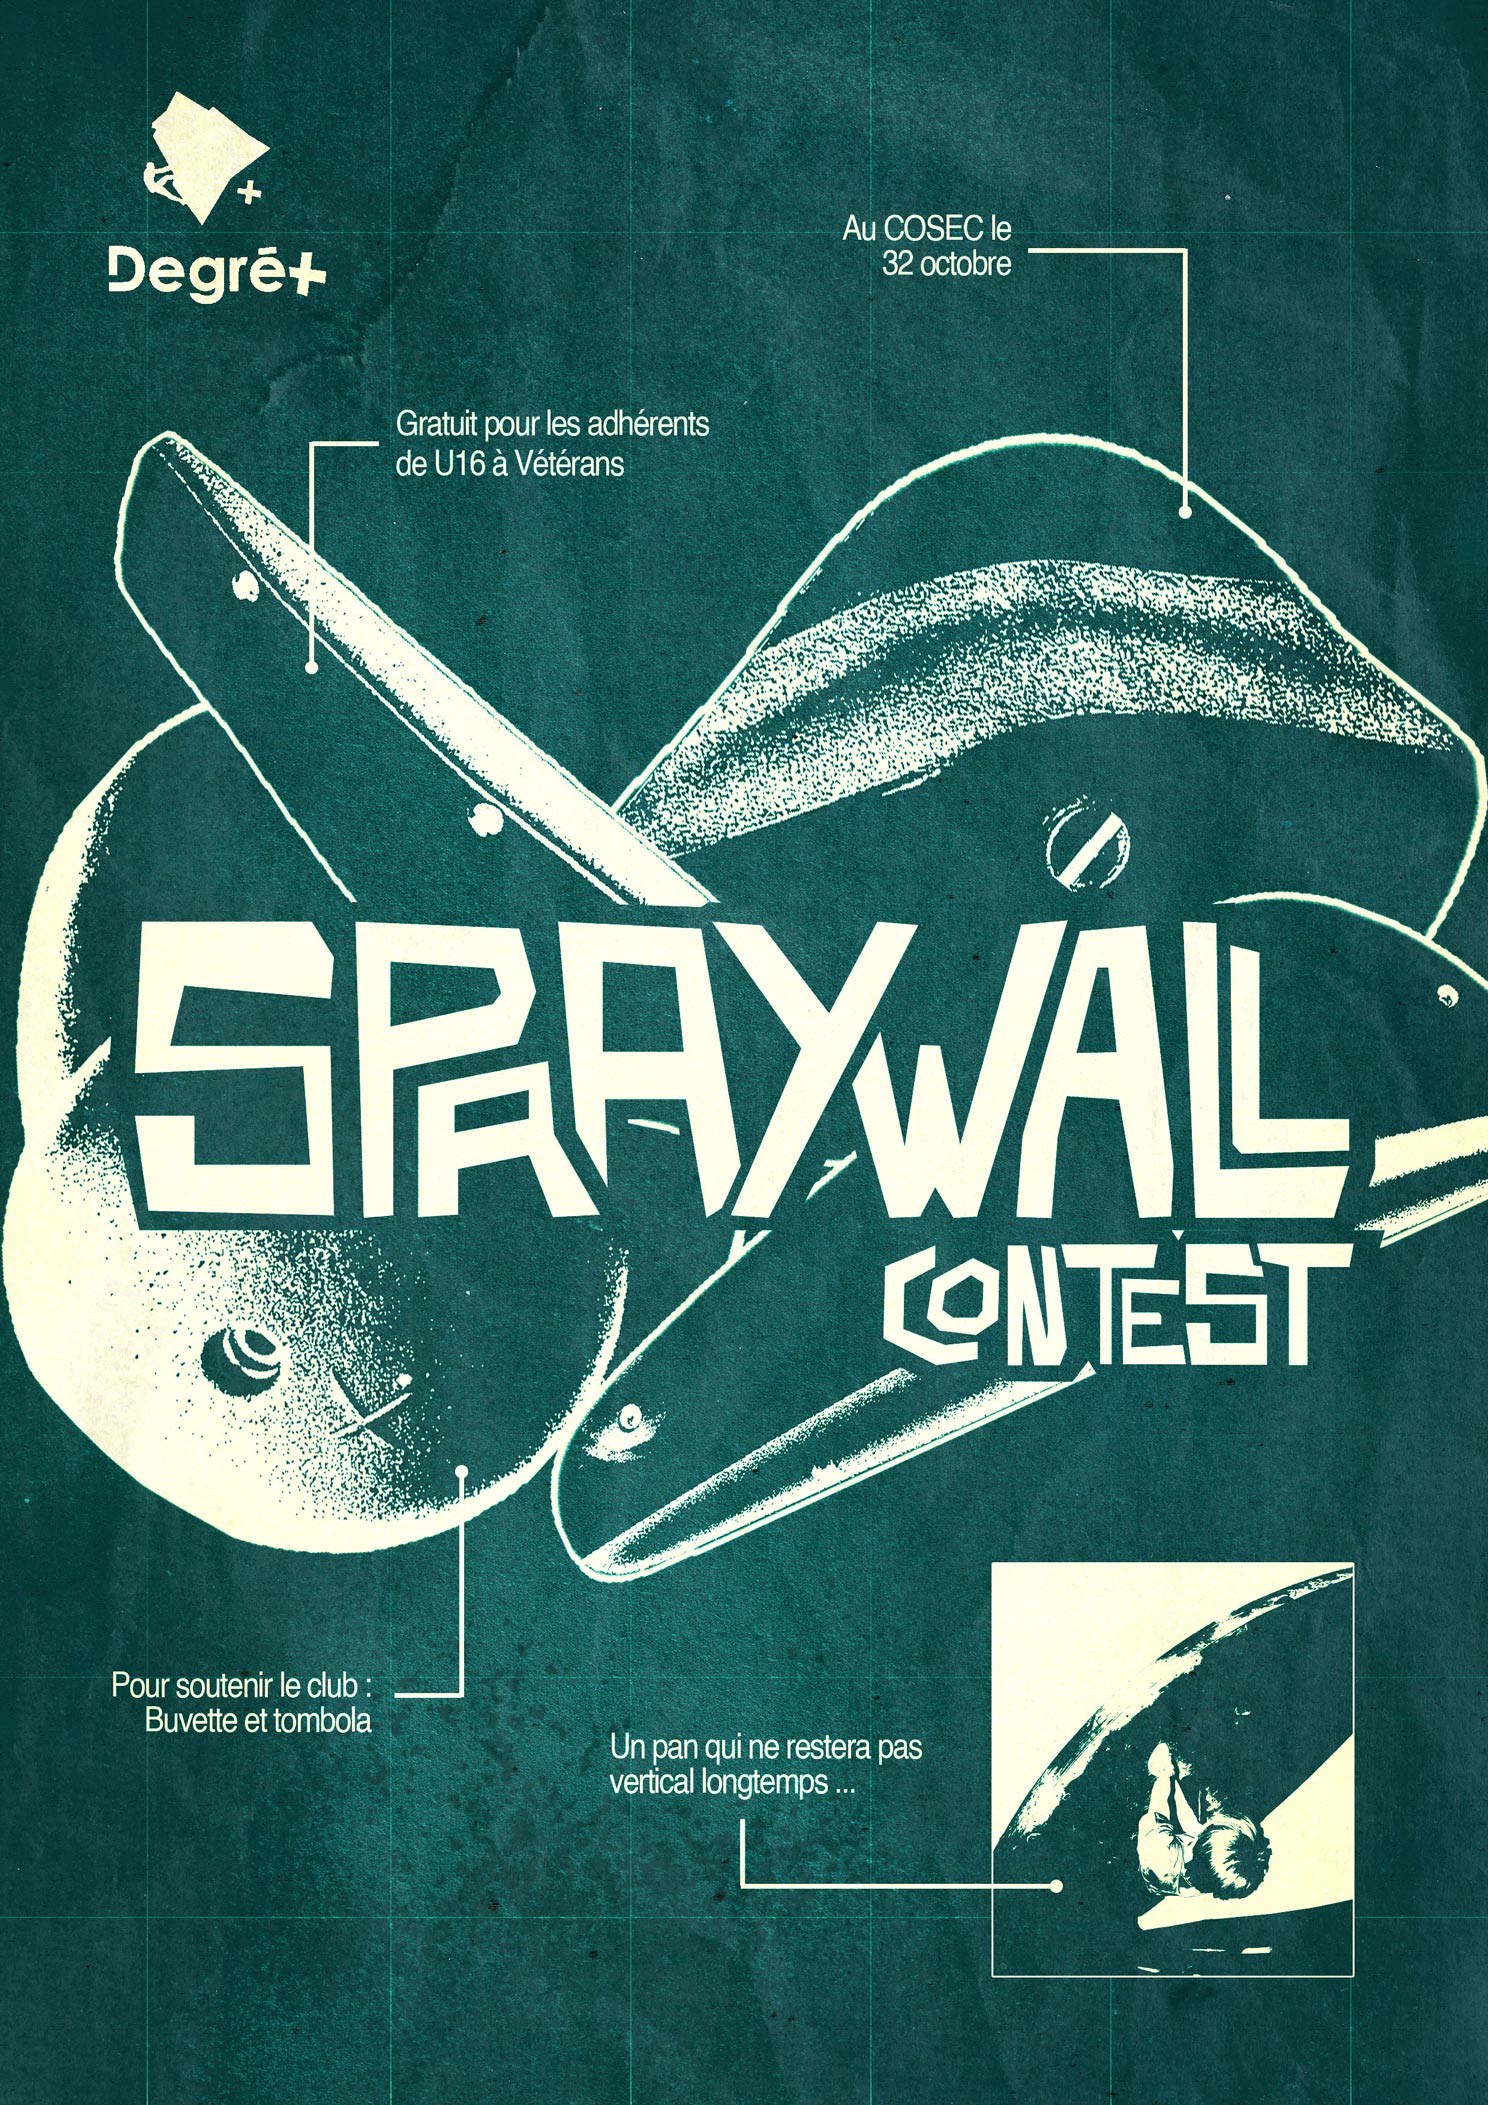 Degré+
Au COSEC le
32 octobre
Gratuit pour les adhérents
de U16 à Vétérans
SPRAYWALL
CONTEST
Pour soutenir le club :
Buvette et tombola
Un pan qui ne restera pas
vertical longtemps ...